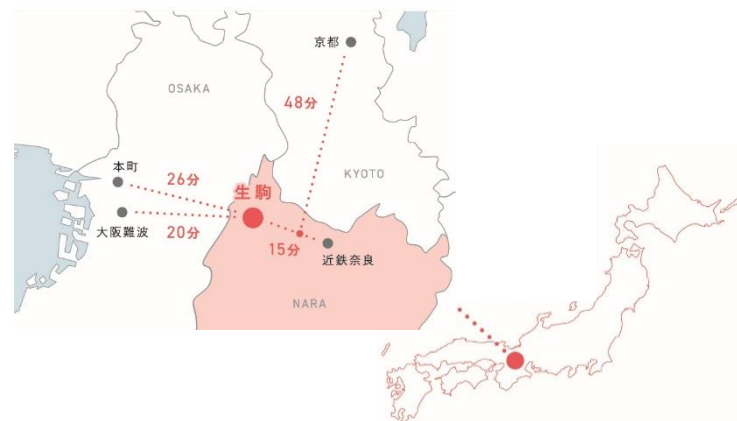 京都
OSAKA
48分
本町
26分
KYOTO
生駒
大阪難波
20分
15分
近鉄奈良
NARA